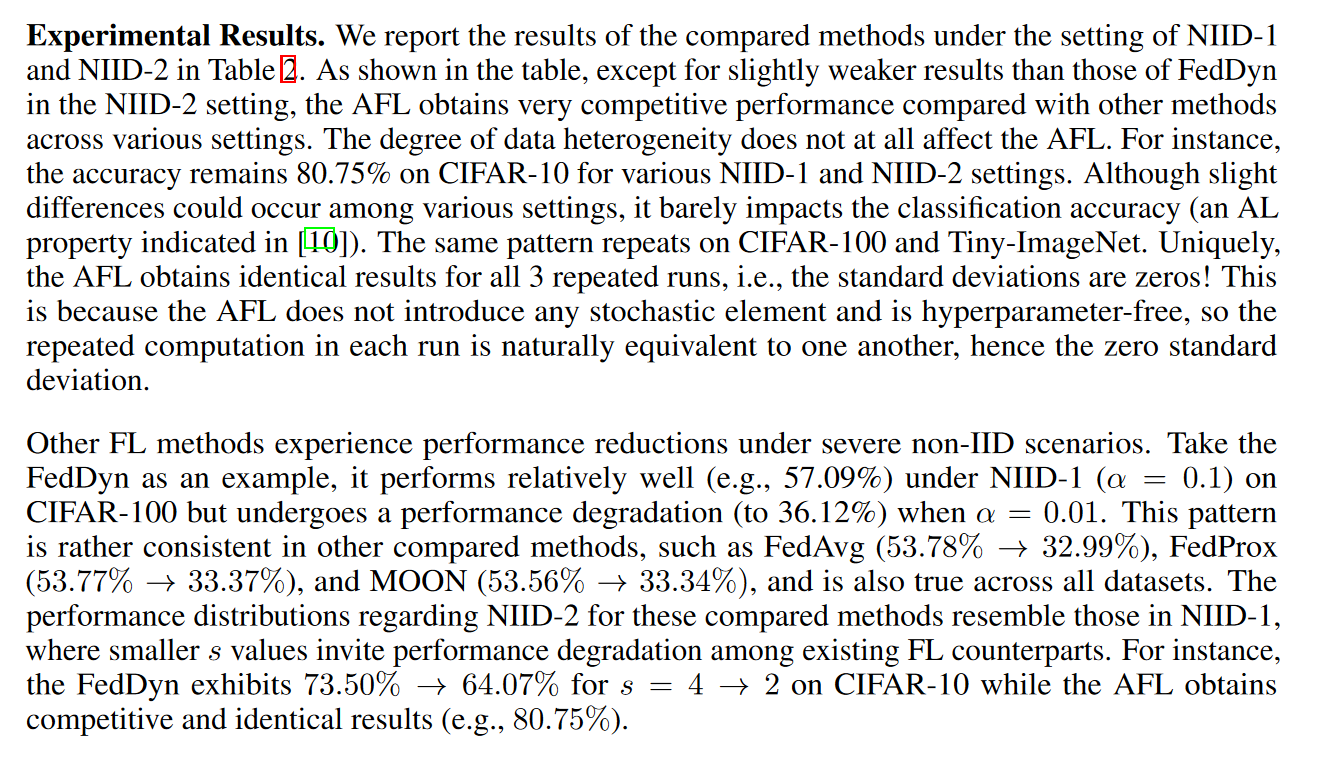 Experimental Results. We report the results of the compared methods under the setting of NIID-1
and NIID-2 in Table 2. As shown in the table, except for slightly weaker results than those of FedDyn
in the NIID-2 setting, the AFL obtains very competitive performance compared with other methods
across various settings. The degree of data heterogeneity does not at all affect the AFL. For instance,
the accuracy remains 80.75% on CIFAR-10 for various NIID-1 and NIID-2 settings. Although slight
differences could occur among various settings, it barely impacts the classification accuracy (an AL
property indicated in [10]). The same pattern repeats on CIFAR-100 and Tiny-ImageNet. Uniquely,
the AFL obtains identical results for all 3 repeated runs, i.e., the standard deviations are zeros! This
is because the AFL does not introduce any stochastic element and is hyperparameter-free, so the
repeated computation in each run is naturally equivalent to one another, hence the zero standard
deviation.
Other FL methods experience performance reductions under severe non-IID scenarios. Take the
FedDyn as an example, it performs relatively well (e.g., 57.09%) under NIID-1 (α = 0.1) on
CIFAR-100 but undergoes a performance degradation (to 36.12%) when α = 0.01. This pattern
is rather consistent in other compared methods, such as FedAvg (53.78% → 32.99%), FedProx
(53.77% → 33.37%), and MOON (53.56% → 33.34%), and is also true across all datasets. The
performance distributions regarding NIID-2 for these compared methods resemble those in NIID-1,
where smaller s values invite performance degradation among existing FL counterparts. For instance,
the FedDyn exhibits 73.50% → 64.07% for s = 4 → 2 on CIFAR-10 while the AFL obtains
competitive and identical results (e.g., 80.75%).